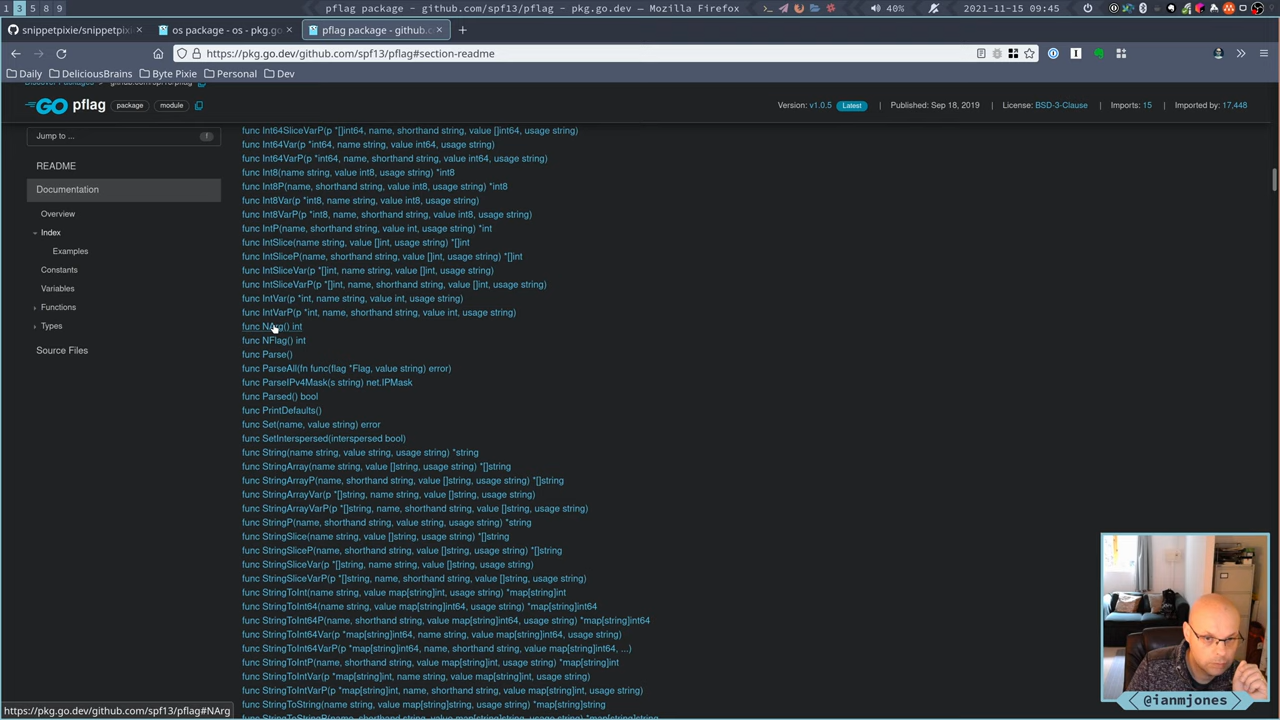 1 3 5 8 9
pflag package - github.com/spf13/pflag - pkg.go.dev — Mozilla Firefox
40%
2021-11-15 09:45
snippetpixie/snippetpixi
os package - os - pkg.go
pflag package - github.c
https://pkg.go.dev/github.com/spf13/pflag#section-readme
Daily
DeliciousBrains
Byte Pixie
Personal
Dev
GO pflag
package
module
Version: v1.0.5
Latest
| Published: Sep 18, 2019
| License: BSD-3-Clause
| Imports: 15
| Imported by: 17,448
Jump to ...
f
README
Documentation
Overview
Index
Examples
Constants
Variables
Functions
Types
Source Files
func Int64SliceVarP(p *[]int64, name, shorthand string, value []int64, usage string)
func Int64Var(p *int64, name string, value int64, usage string)
func Int64VarP(p *int64, name, shorthand string, value int64, usage string)
func Int8(name string, value int8, usage string) *int8
func Int8P(name, shorthand string, value int8, usage string) *int8
func Int8Var(p *int8, name string, value int8, usage string)
func Int8VarP(p *int8, name, shorthand string, value int8, usage string)
func IntP(name, shorthand string, value int, usage string) *int
func IntSlice(name string, value []int, usage string) *[]int
func IntSliceP(name, shorthand string, value []int, usage string) *[]int
func IntSliceVar(p *[]int, name string, value []int, usage string)
func IntSliceVarP(p *[]int, name, shorthand string, value []int, usage string)
func IntVar(p *int, name string, value int, usage string)
func IntVarP(p *int, name, shorthand string, value int, usage string)
func NArg() int
func NFlag() int
func Parse()
func ParseAll(fn func(flag *Flag, value string) error)
func ParseIPv4Mask(s string) net.IPMask
func Parsed() bool
func PrintDefaults()
func Set(name, value string) error
func SetInterspersed(interspersed bool)
func String(name string, value string, usage string) *string
func StringArray(name string, value []string, usage string) *[]string
func StringArrayP(name, shorthand string, value []string, usage string) *[]string
func StringArrayVar(p *[]string, name string, value []string, usage string)
func StringArrayVarP(p *[]string, name, shorthand string, value []string, usage string)
func StringP(name, shorthand string, value string, usage string) *string
func StringSlice(name string, value []string, usage string) *[]string
func StringSliceP(name, shorthand string, value []string, usage string) *[]string
func StringSliceVar(p *[]string, name string, value []string, usage string)
func StringSliceVarP(p *[]string, name, shorthand string, value []string, usage string)
func StringToInt(name string, value map[string]int, usage string) *map[string]int
func StringToInt64(name string, value map[string]int64, usage string) *map[string]int64
func StringToInt64P(name, shorthand string, value map[string]int64, usage string) *map[string]int64
func StringToInt64Var(p *map[string]int64, name string, value map[string]int64, usage string)
func StringToInt64VarP(p *map[string]int64, name, shorthand string, value map[string]int64, ...)
func StringToIntP(name, shorthand string, value map[string]int, usage string) *map[string]int
func StringToIntVar(p *map[string]int, name string, value map[string]int, usage string)
func StringToIntVarP(p *map[string]int, name, shorthand string, value map[string]int, usage string)
func StringToString(name string, value map[string]string, usage string) *map[string]string
https://pkg.go.dev/github.com/spf13/pflag#NArg
@ianmjones